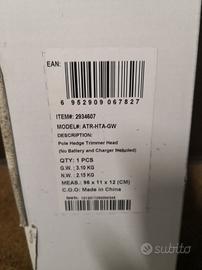 EAN:
6 952909 067827
ITEM#: 2934607
MODEL#: ATR-HTA-GW
DESCRIPTION:
Pole Hedge Trimmer Head
(No Battery and Charger Included)
QTY: 1 PCS
G.W.: 3.10 KG
N.W.: 2.15 KG
MEAS.: 96 x 11 x 12 (CM)
C.O.O: Made in China
subito